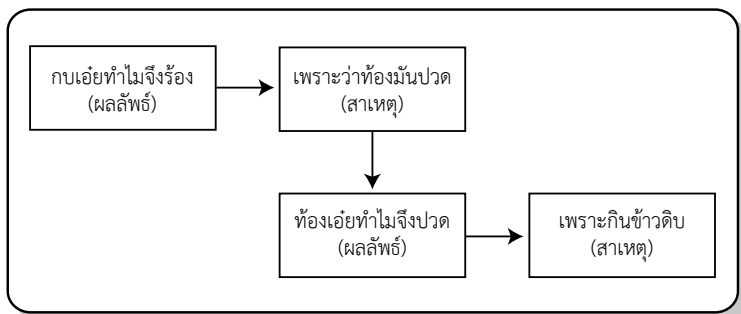 กบเอ๋ยทำไมจึงร้อง
(ผลลัพธ์)
เพราะว่าท้องมันปวด
(สาเหตุ)
ท้องเอ๋ยทำไมจึงปวด
(ผลลัพธ์)
เพราะกินข้าวดิบ
(สาเหตุ)